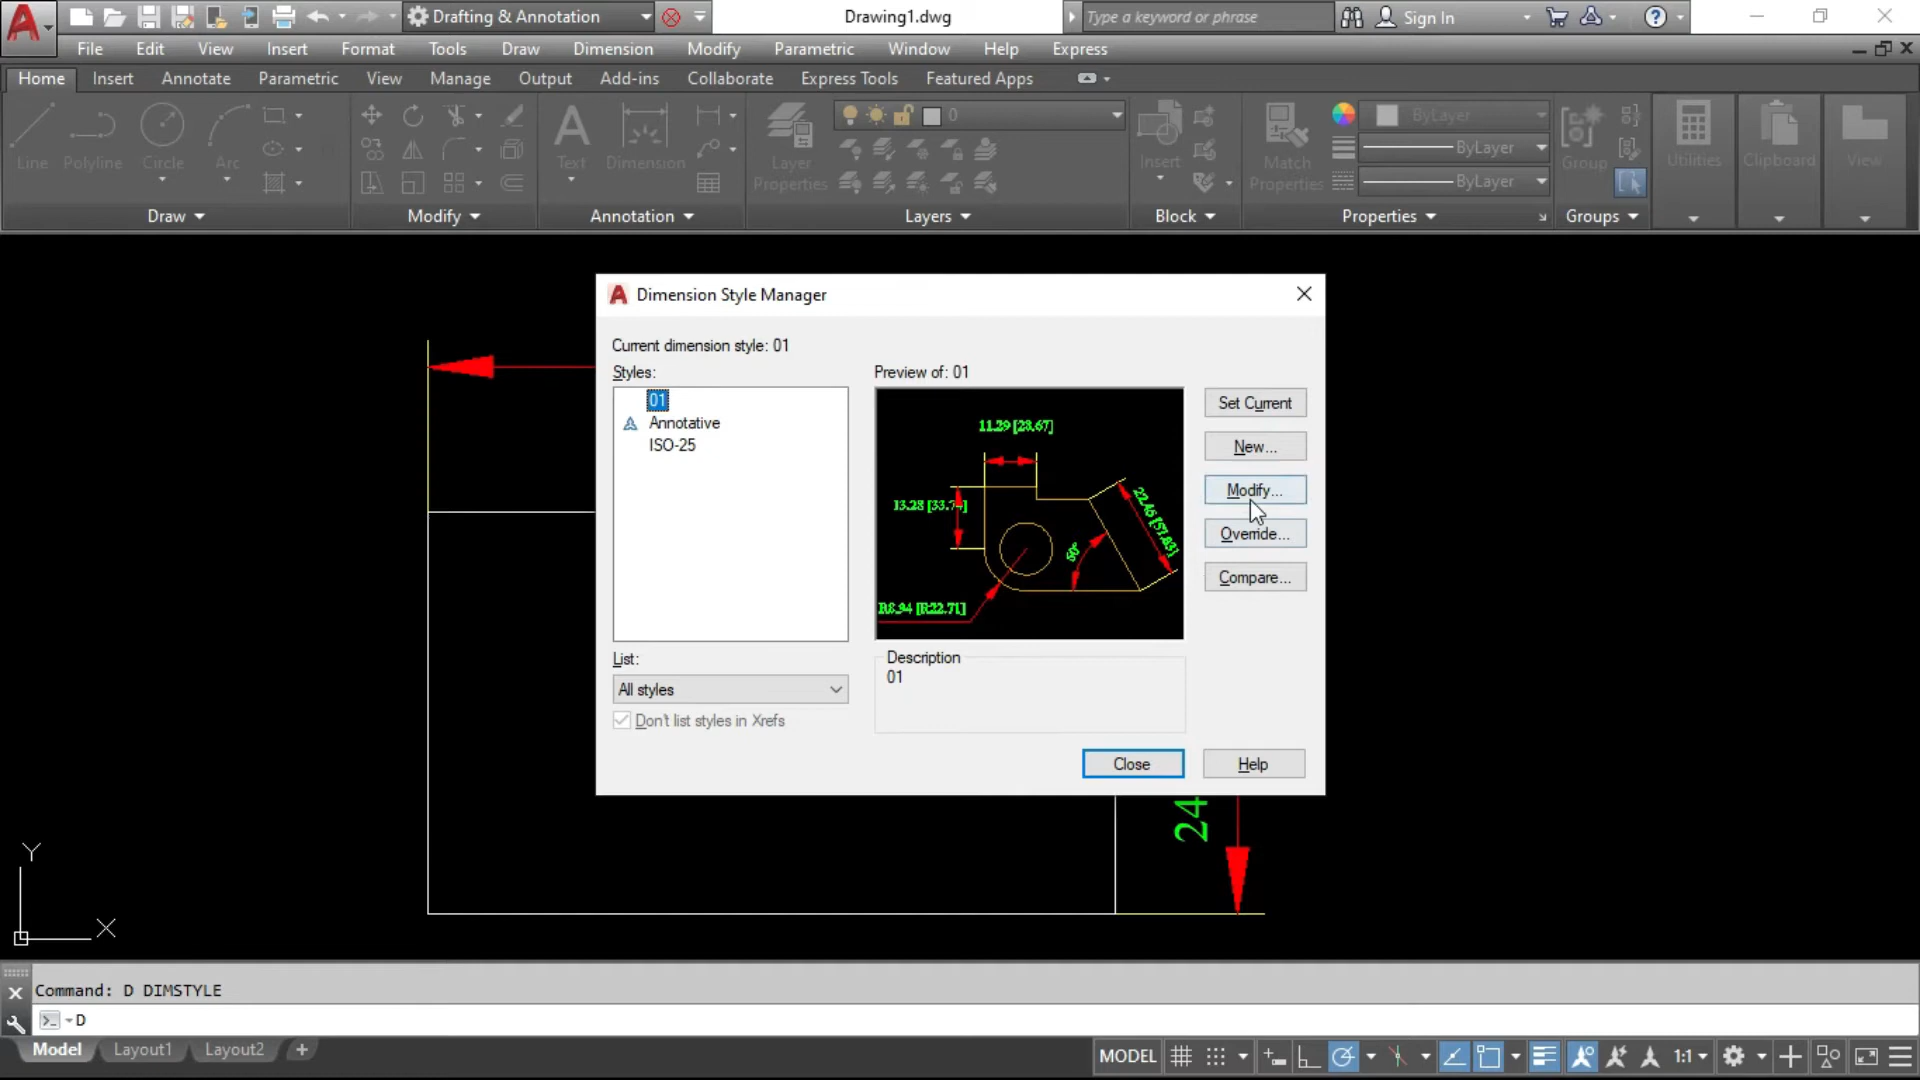 Drafting & Annotation
Drawing1.dwg
Type a keyword or phrase
Sign In
File Edit View Insert Format Tools Draw Dimension Modify Parametric Window Help Express
Home Insert Annotate Parametric View Manage Output Add-ins Collaborate Express Tools Featured Apps
0
ByLayer
ByLayer
ByLayer
Line Polyline Circle Arc
Text Dimension
Layer Properties
Insert
Match Properties
Group
Utilities
Clipboard
View
Draw Modify Annotation Layers Block Properties Groups
Dimension Style Manager
Current dimension style: 01
Styles:
01
Annotative
ISO-25
Preview of: 01
11.29 [28.67]
13.28 [33.74]
22.46 [57.03]
60°
R8.94 [R22.71]
Set Current
New...
Modify...
Override...
Compare...
List:
All styles
Don't list styles in Xrefs
Description
01
Close
Help
24
Y
X
Command: D DIMSTYLE
D
Model Layout1 Layout2
MODEL
1:1